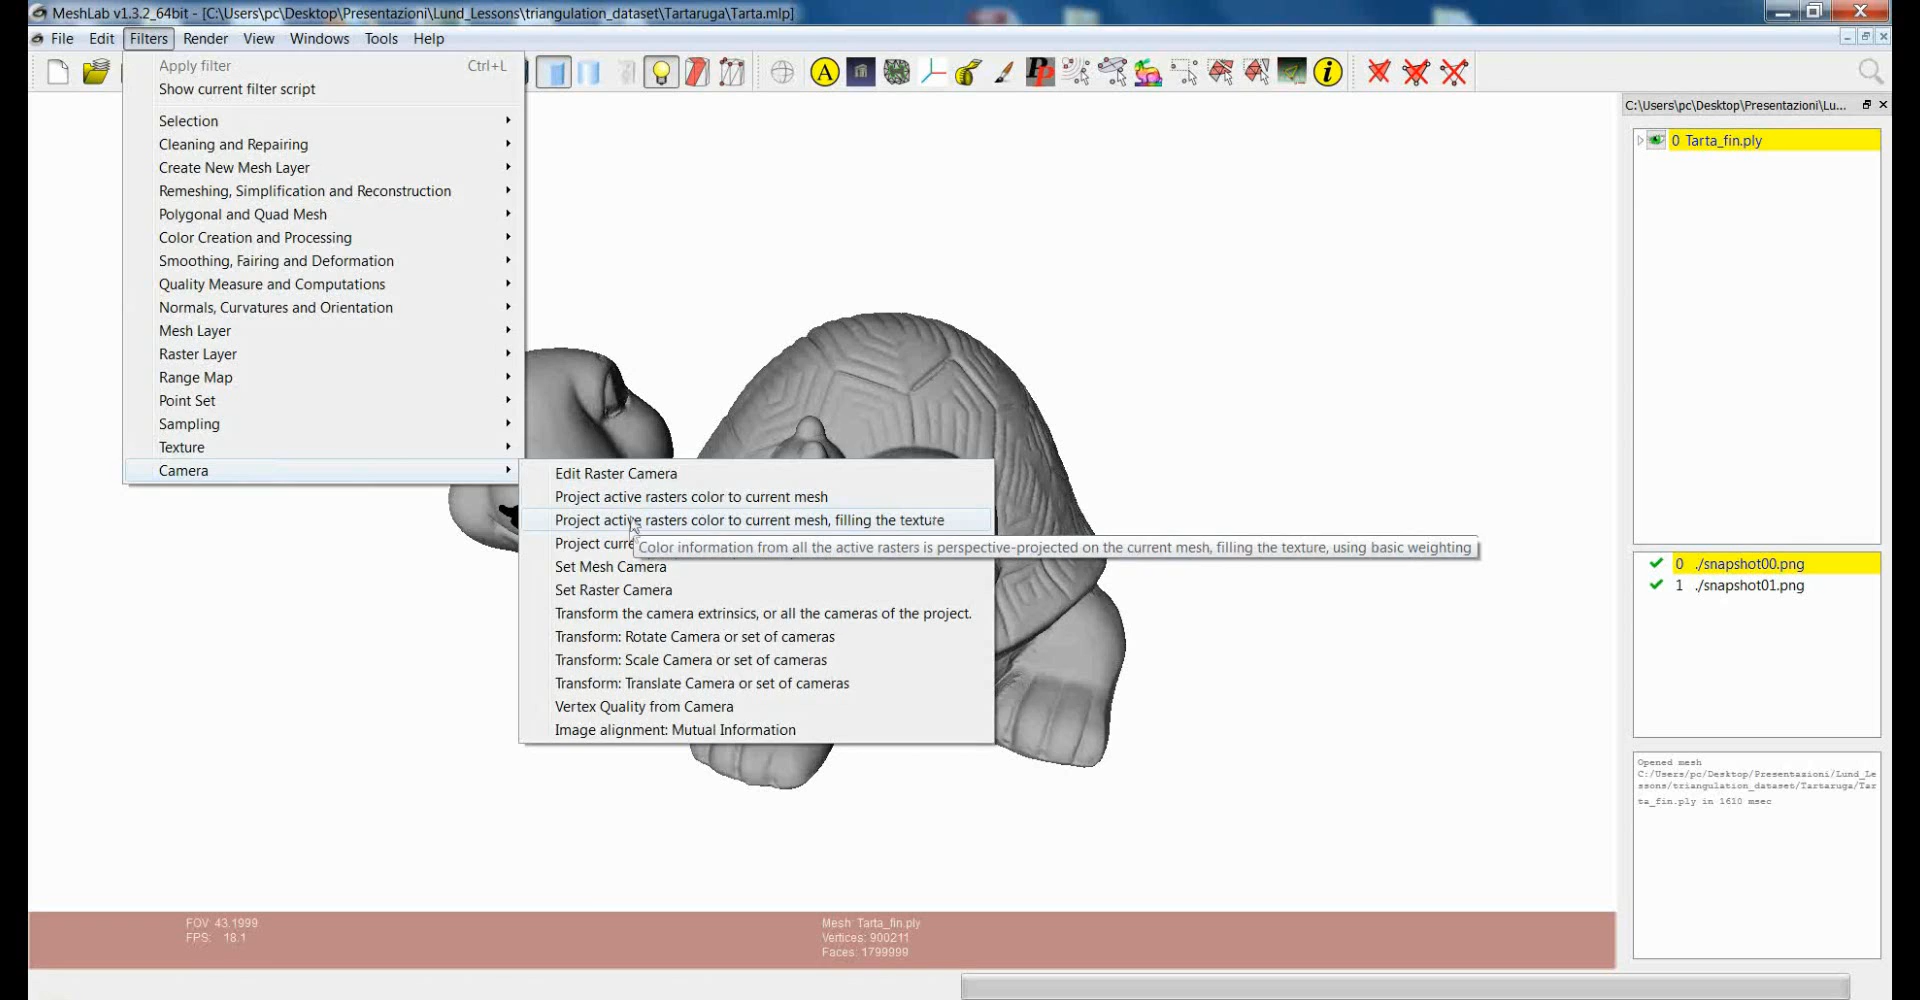 MeshLab v1.3.2_64bit - [C:\Users\pc\Desktop\Presentazioni\Lund_Lessons\triangulation_dataset\Tartaruga\Tarta.mlp]
File Edit Filters Render View Windows Tools Help
Apply filter Ctrl+L
Show current filter script
Selection
Cleaning and Repairing
Create New Mesh Layer
Remeshing, Simplification and Reconstruction
Polygonal and Quad Mesh
Color Creation and Processing
Smoothing, Fairing and Deformation
Quality Measure and Computations
Normals, Curvatures and Orientation
Mesh Layer
Raster Layer
Range Map
Point Set
Sampling
Texture
Camera
Edit Raster Camera
Project active rasters color to current mesh
Project active rasters color to current mesh, filling the texture
Project curre
Color information from all the active rasters is perspective-projected on the current mesh, filling the texture, using basic weighting
Set Mesh Camera
Set Raster Camera
Transform the camera extrinsics, or all the cameras of the project.
Transform: Rotate Camera or set of cameras
Transform: Scale Camera or set of cameras
Transform: Translate Camera or set of cameras
Vertex Quality from Camera
Image alignment: Mutual Information
A
i
C:\Users\pc\Desktop\Presentazioni\Lu...
0 Tarta_fin.ply
0 ./snapshot00.png
1 ./snapshot01.png
Opened mesh
C:/Users/pc/Desktop/Presentazioni/Lund_Le
ssons/triangulation_dataset/Tartaruga/Tar
ta_fin.ply in 1610 msec
FOV: 43.1999
FPS: 18.1
Mesh: Tarta_fin.ply
Vertices: 900211
Faces: 1799999